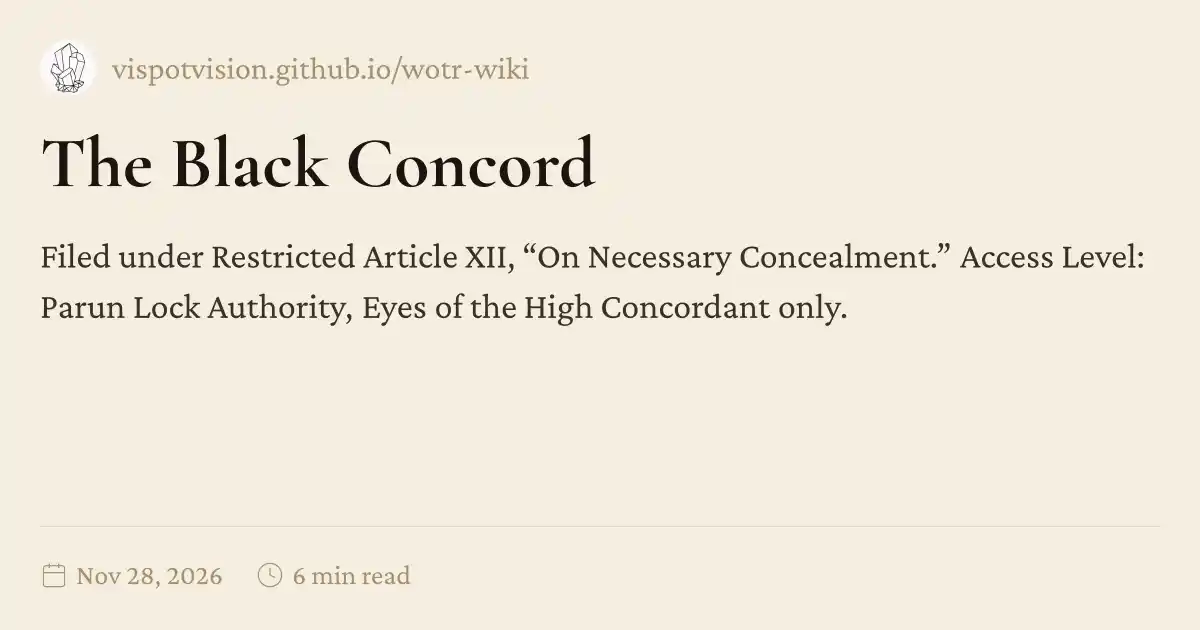 vispotvision.github.io/wotr-wiki
The Black Concord
Filed under Restricted Article XII, “On Necessary Concealment.” Access Level:
Parun Lock Authority, Eyes of the High Concordant only.
Nov 28, 2026
6 min read